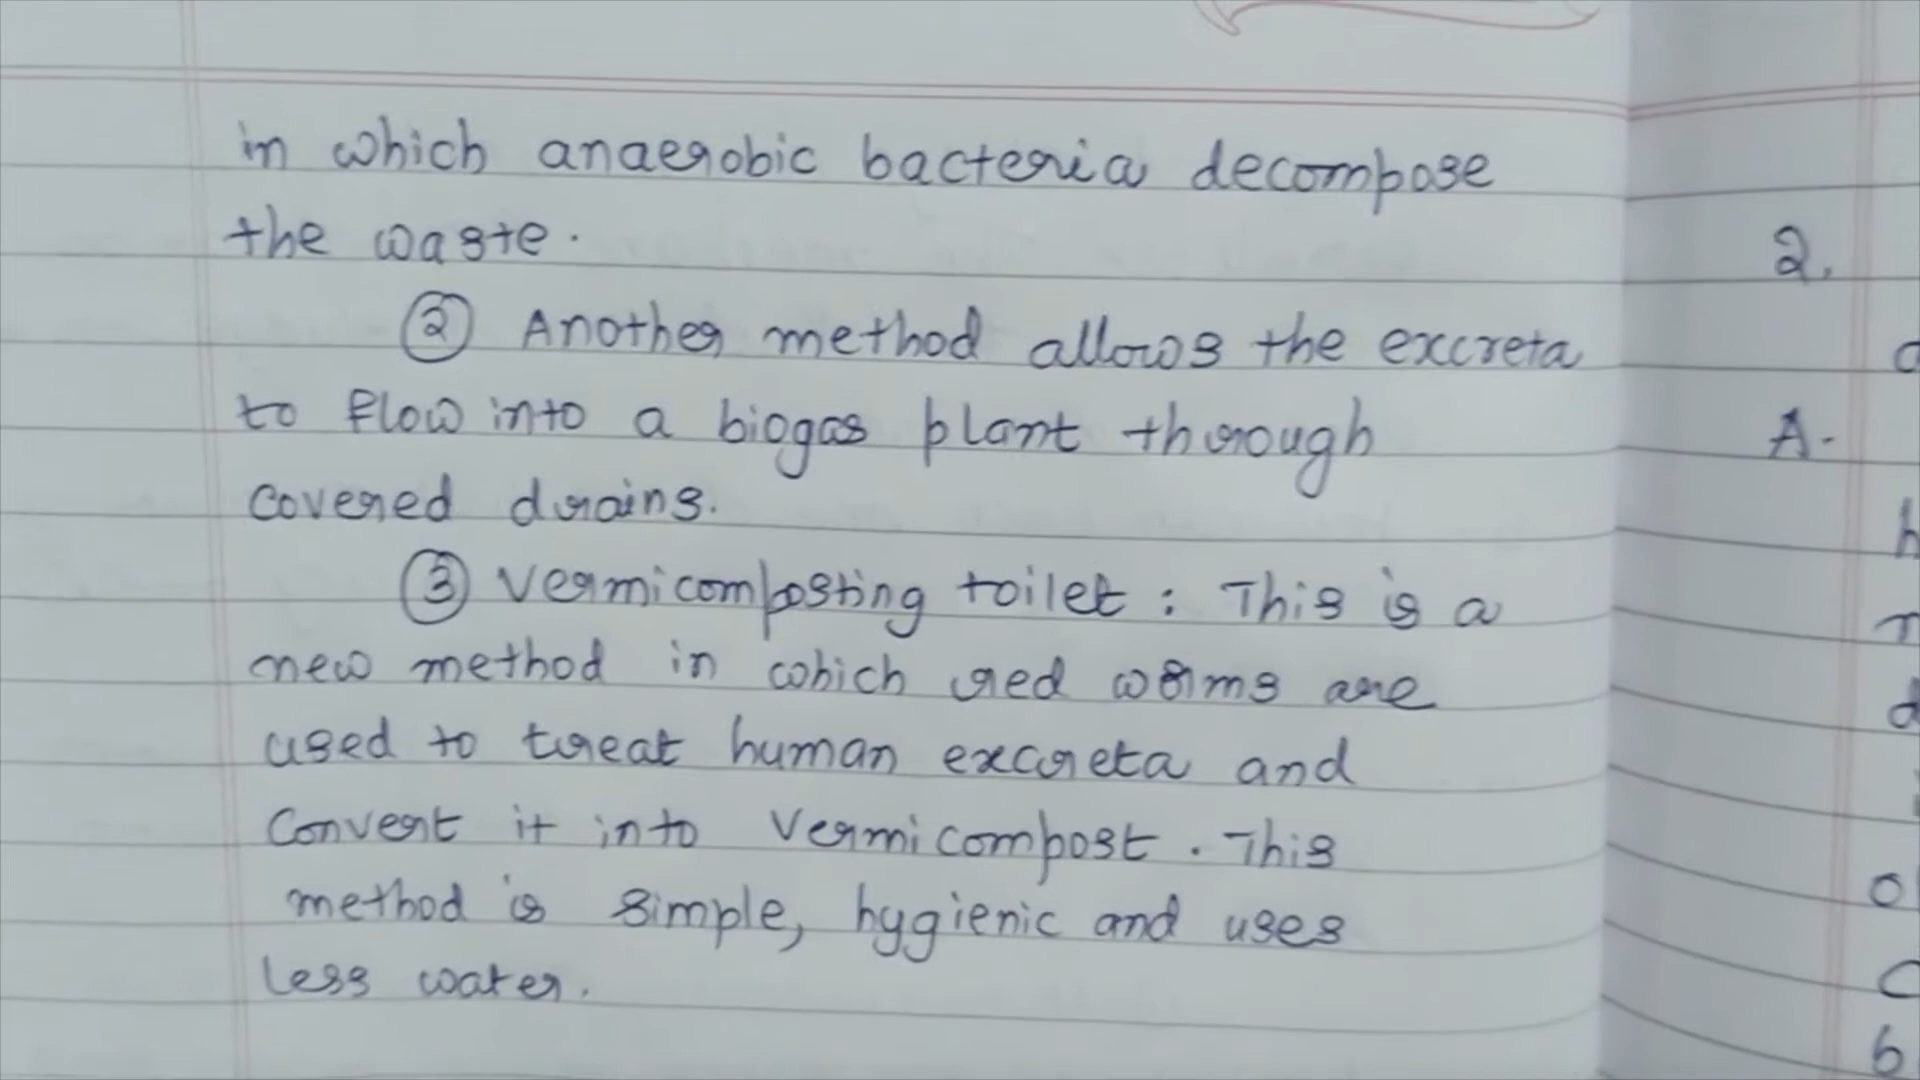 in which anaerobic bacteria decompose
the waste.
② Another method allows the excreta
to flow into a biogas plant through
covered drains.
③ Vermicomposting toilet : This is a
new method in which red worms are
used to treat human excreta and
convert it into vermicompost. This
method is simple, hygienic and uses
less water.
2.
A.